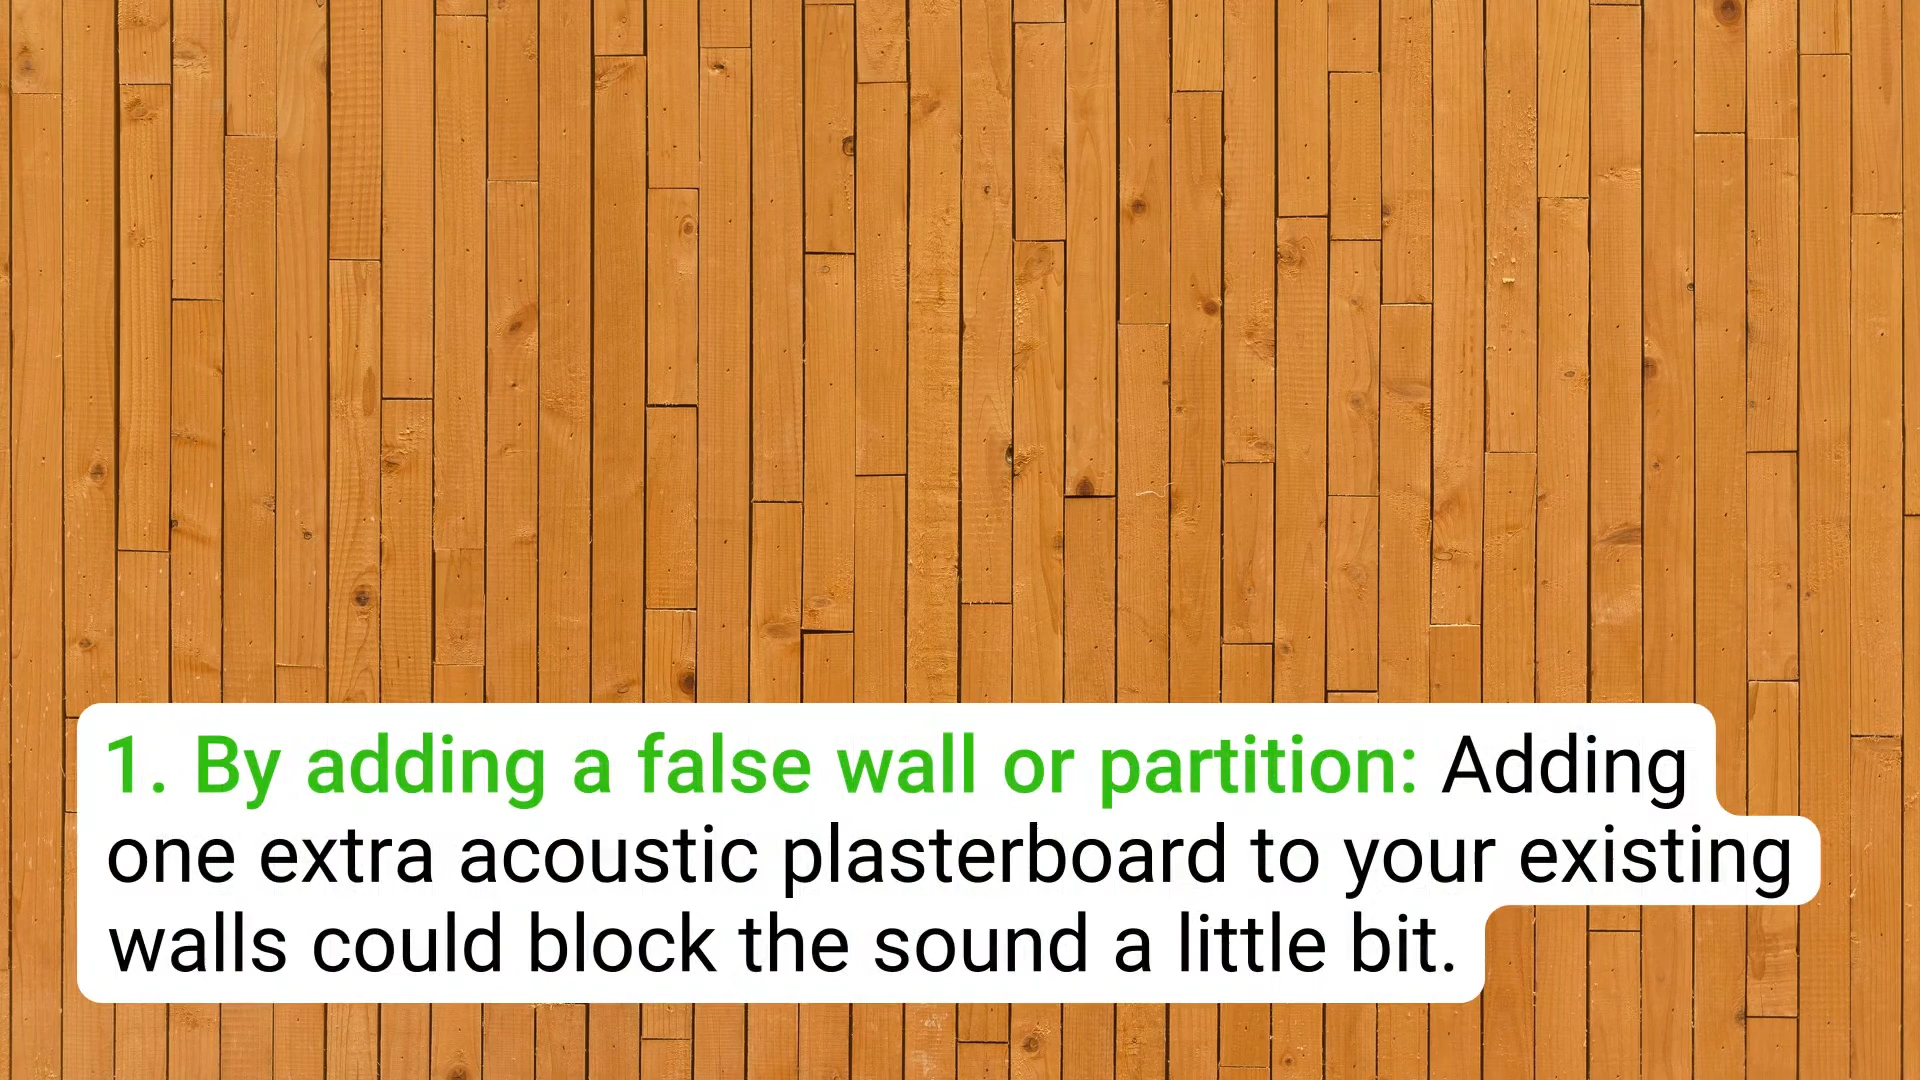 1. By adding a false wall or partition: Adding
one extra acoustic plasterboard to your existing
walls could block the sound a little bit.